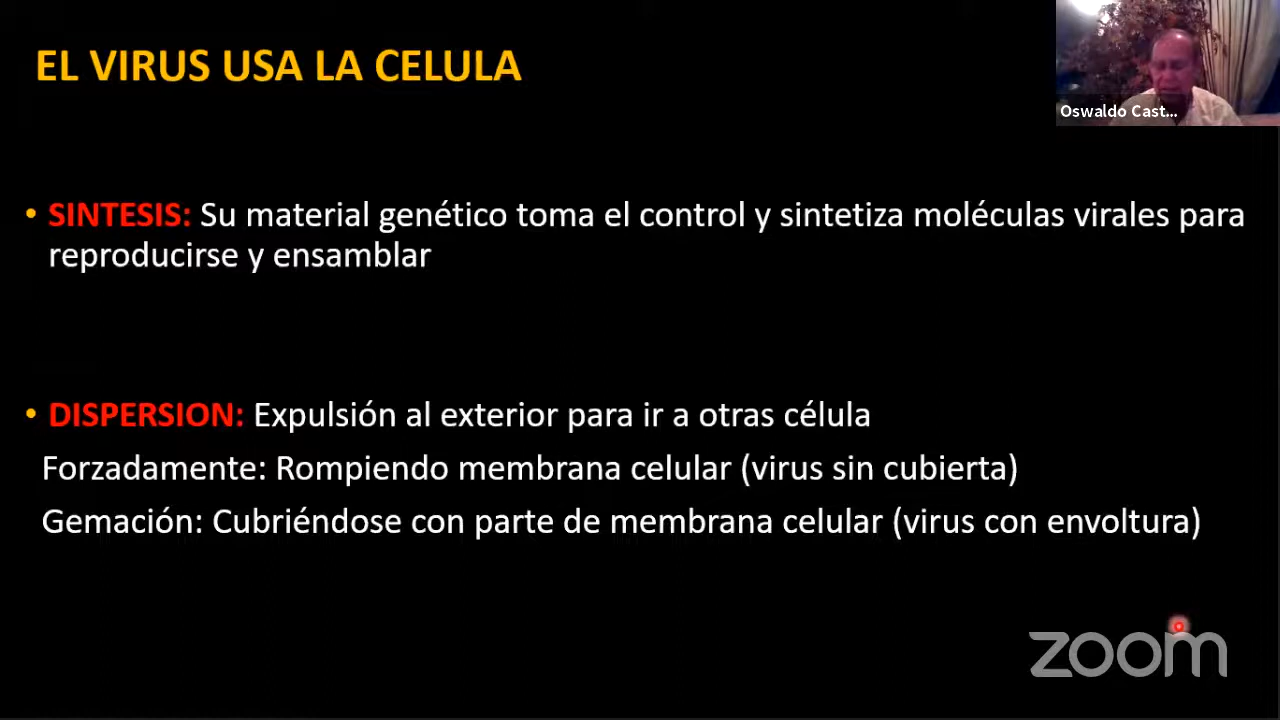 EL VIRUS USA LA CELULA
Oswaldo Cast...
• SINTESIS: Su material genético toma el control y sintetiza moléculas virales para
reproducirse y ensamblar
• DISPERSION: Expulsión al exterior para ir a otras célula
Forzadamente: Rompiendo membrana celular (virus sin cubierta)
Gemación: Cubriéndose con parte de membrana celular (virus con envoltura)
zoom